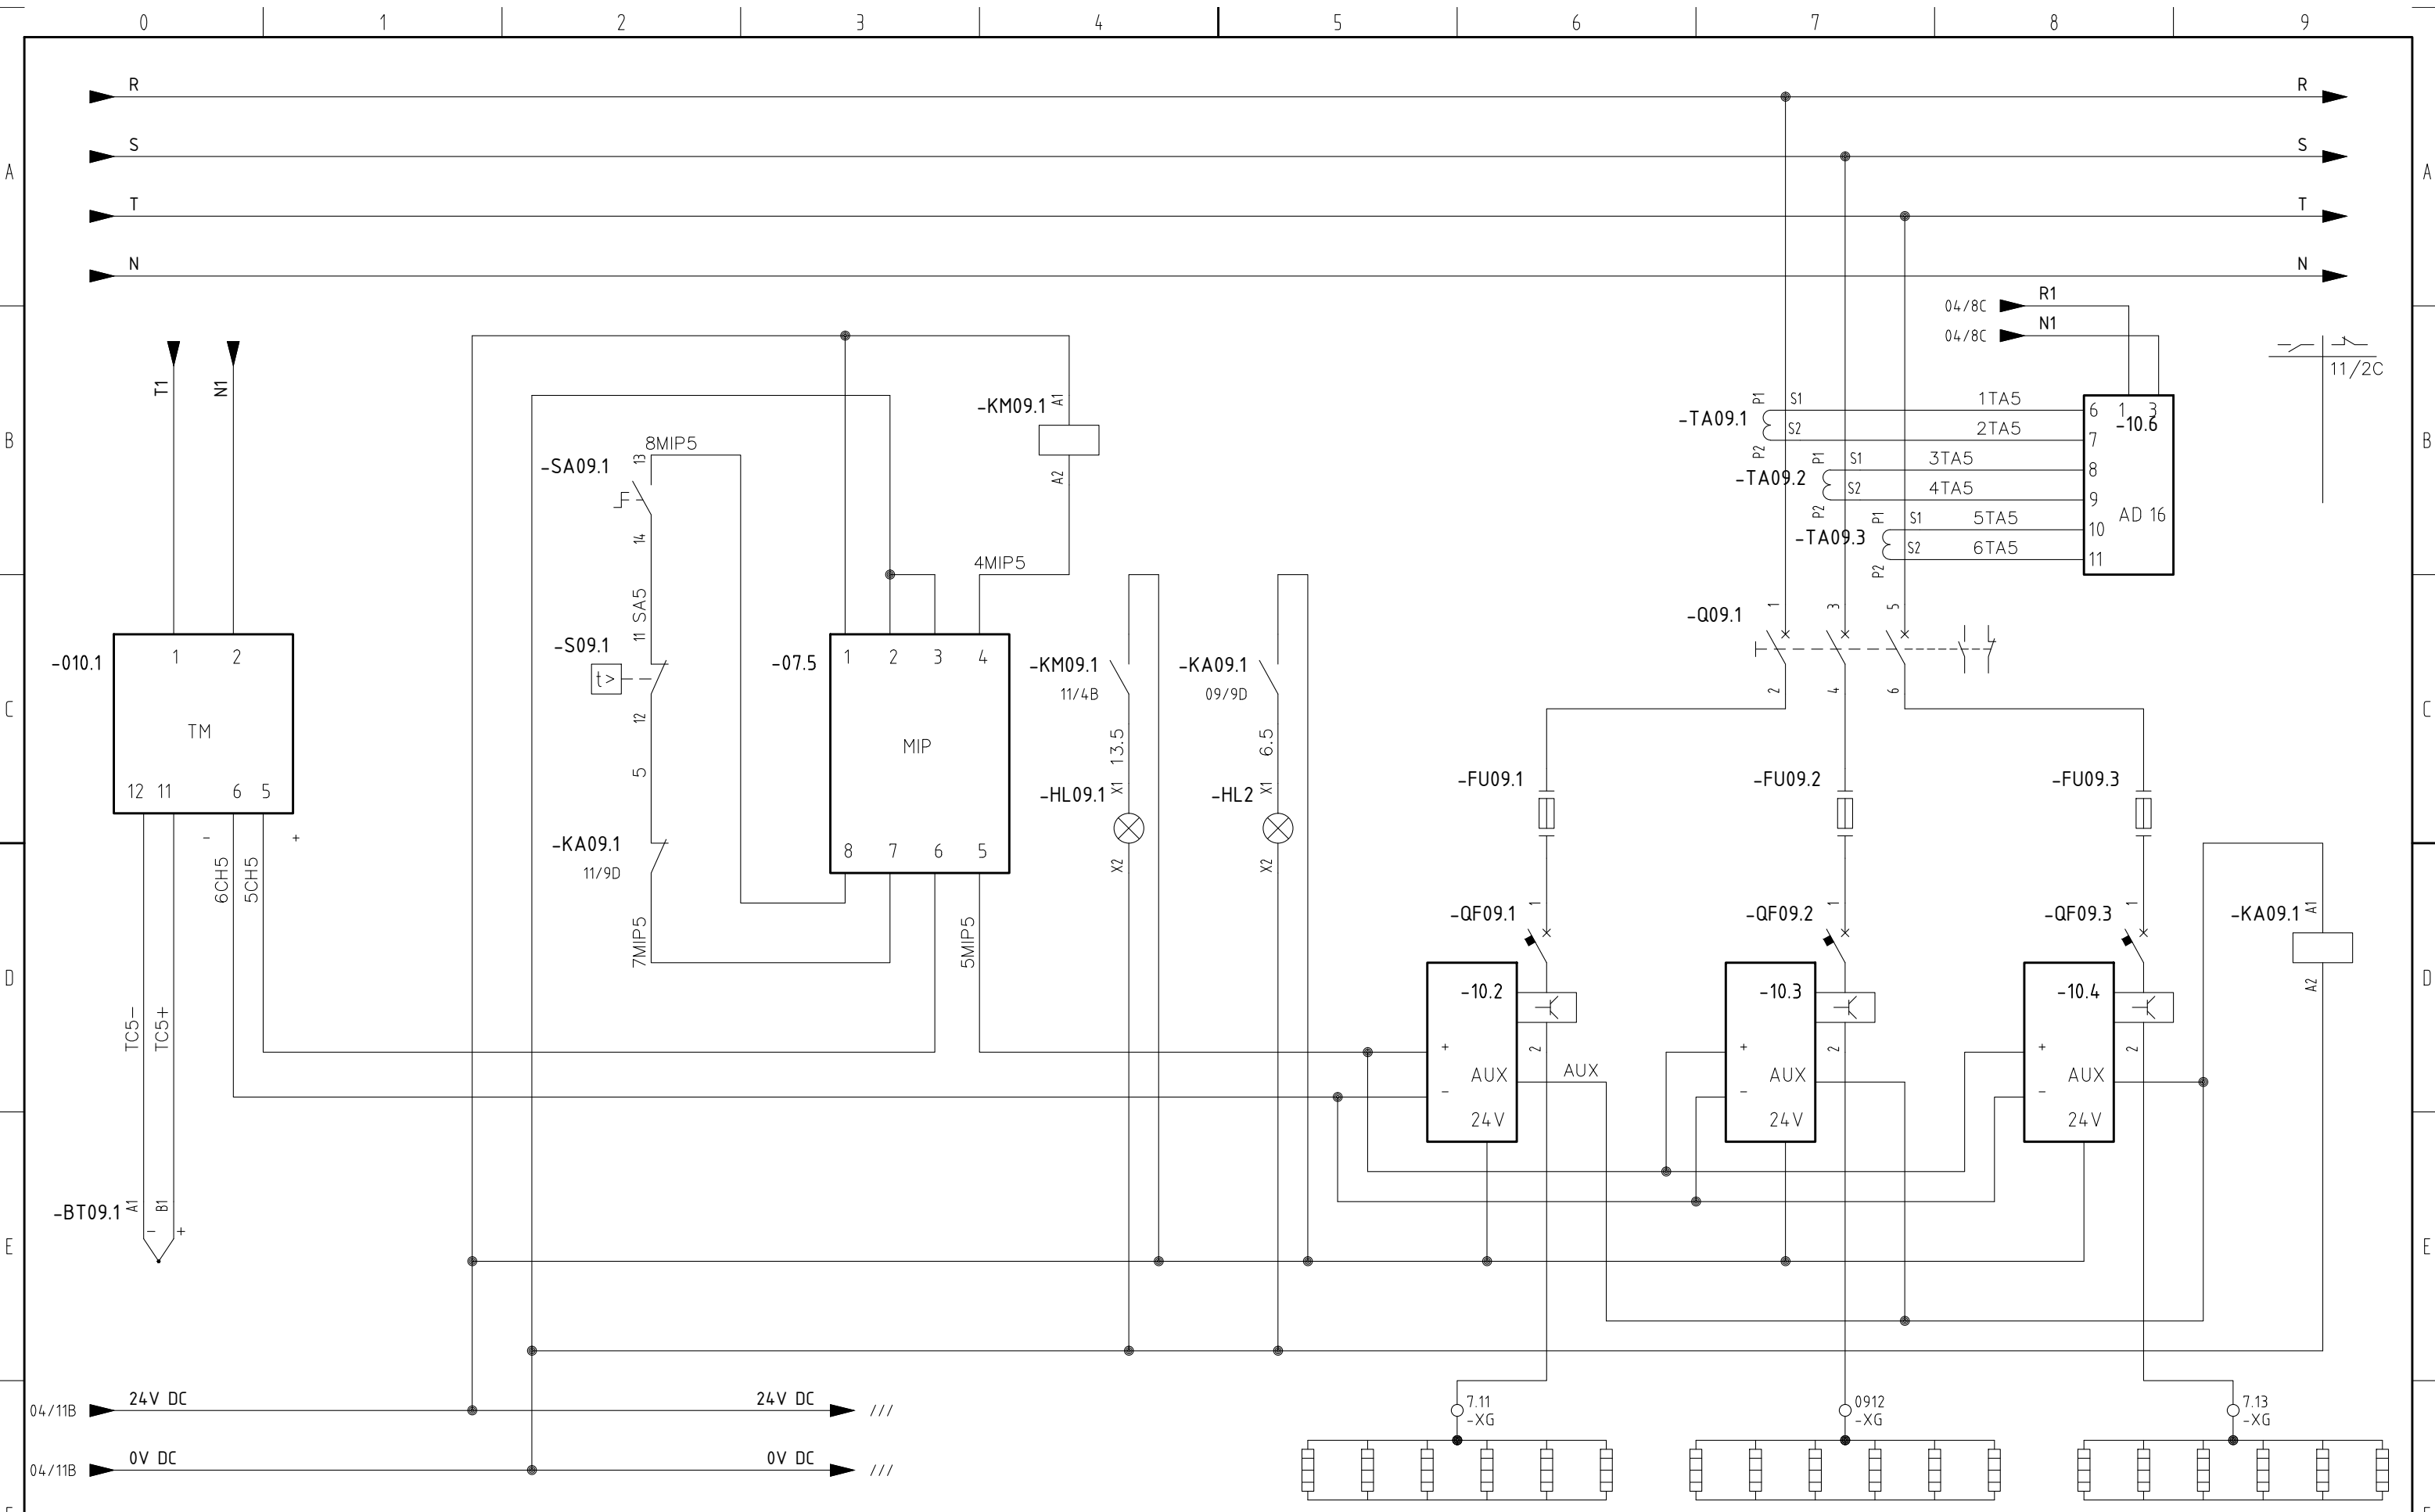 0 1 2 3 4 5 6 7 8 9
R R
S S
A A
T T
N N
04/8C R1
04/8C N1
11/2C
T1 N1
-KM09.1 A1
A2
B B
8MIP5
-SA09.1 13
14
-TA09.1 P1 S1 1TA5 6 1 3
-10.6
S2 2TA5 7
P2
-TA09.2 P1 S1 3TA5 8
S2 4TA5 9
P2
-TA09.3 P1 S1 5TA5 10
S2 6TA5 11
P2
AD 16
4MIP5
SA5
-S09.1 11
t>
12
-Q09.1 1 3 5
2 4 6
-010.1 1 2
TM
12 11 6 5
- +
-07.5 1 2 3 4
MIP
8 7 6 5
-KM09.1
11/4B
13.5
-HL09.1 X1
X2
-KA09.1
09/9D
6.5
-HL2 X1
X2
C C
5
-KA09.1
11/9D
-FU09.1 -FU09.2 -FU09.3
6CH5 5CH5
7MIP5 5MIP5
-QF09.1 1 -QF09.2 1 -QF09.3 1
-KA09.1 A1
A2
D D
-10.2 -10.3 -10.4
TC5- TC5+
+ 2 + 2 + 2
AUX AUX AUX AUX
- - -
24V 24V 24V
-BT09.1 A1 B1
- +
E E
04/11B 24V DC 24V DC ///
04/11B 0V DC 0V DC ///
7.11
-XG
0912
-XG
7.13
-XG